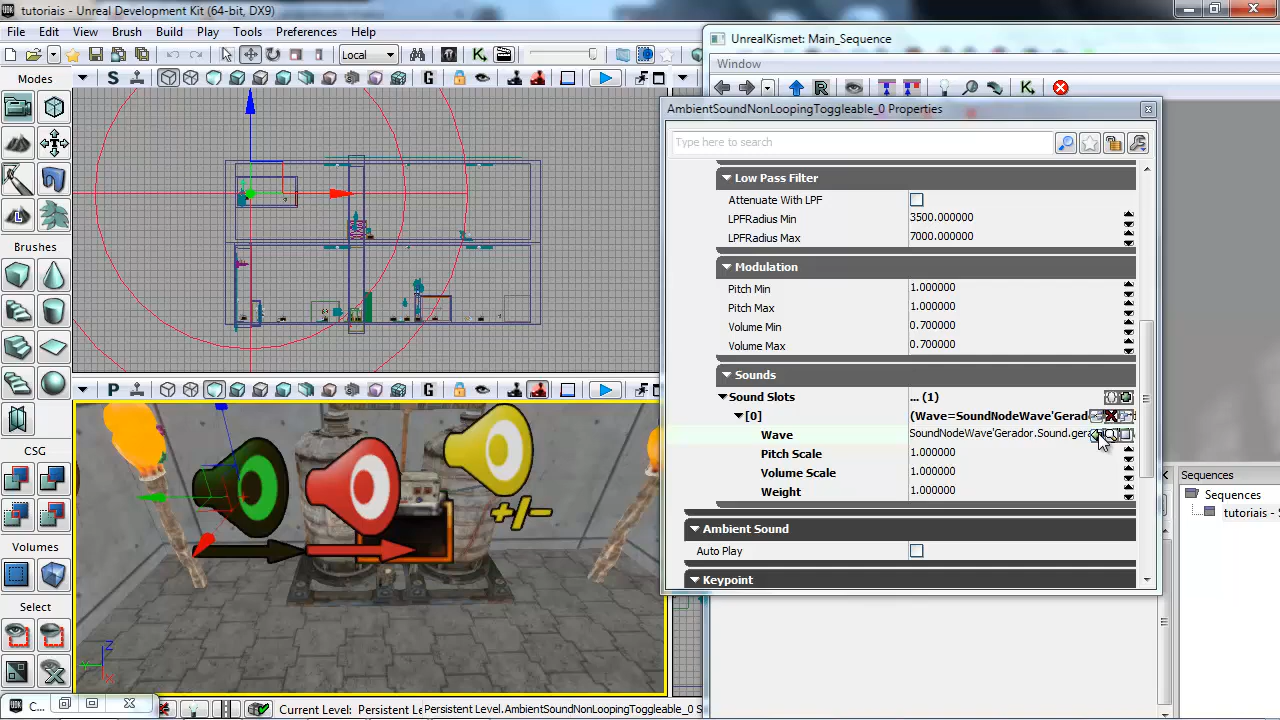 tutoriais - Unreal Development Kit (64-bit, DX9)
File Edit View Brush Build Play Tools Preferences Help
Local
Modes
S G
Brushes
CSG
Volumes
Select
P G
+/-
UnrealKismet: Main_Sequence
Window
AmbientSoundNonLoopingToggleable_0 Properties
Type here to search
Low Pass Filter
Attenuate With LPF
LPFRadius Min 3500.000000
LPFRadius Max 7000.000000
Modulation
Pitch Min 1.000000
Pitch Max 1.000000
Volume Min 0.700000
Volume Max 0.700000
Sounds
Sound Slots ... (1)
[0] (Wave=SoundNodeWave'Gerad
Wave SoundNodeWave'Gerador.Sound.gera
Pitch Scale 1.000000
Volume Scale 1.000000
Weight 1.000000
Ambient Sound
Auto Play
Keypoint
Sequences
Sequences
tutoriais - S
C...
Current Level: Persistent Le
Persistent Level.AmbientSoundNonLoopingToggleable_0 S